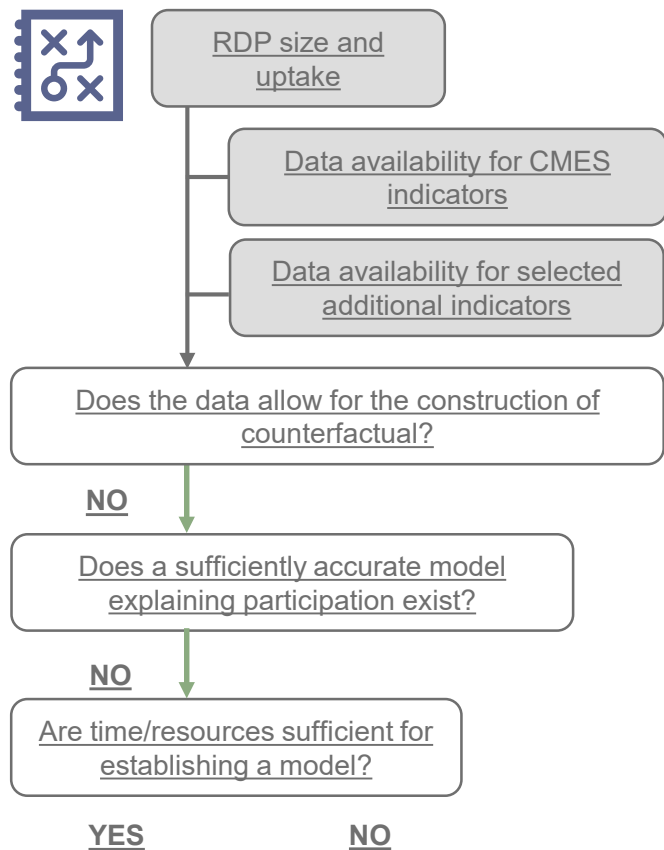 RDP size and
uptake
Data availability for CMES
indicators
Data availability for selected
additional indicators
Does the data allow for the construction of
counterfactual?
NO
Does a sufficiently accurate model
explaining participation exist?
NO
Are time/resources sufficient for
establishing a model?
YES NO